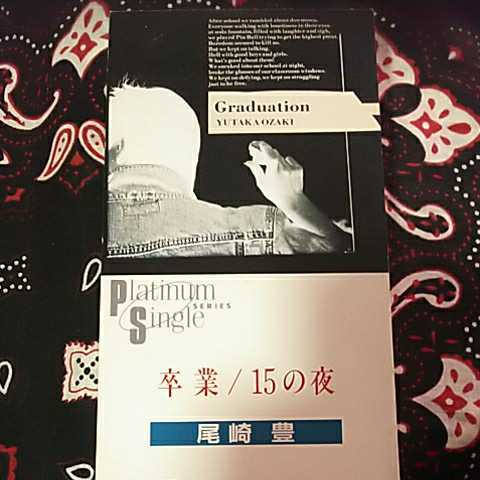 After school we rambled about downtown.
Everyone walking with loneliness in their eyes
at soda fountain, filled with laughter and sigh,
we played Pin Ball trying to get the highest point.
Boredom seemed to kill us.
But we kept on talking.
Hell with good boys and girls.
What's good about them!
We sneaked into our school at night,
broke the glasses of our classroom windows.
We kept on defying, we kept on struggling
just to be free.
Graduation
YUTAKA OZAKI
Platinum
SERIES
Single
卒業/15の夜
尾崎 豊